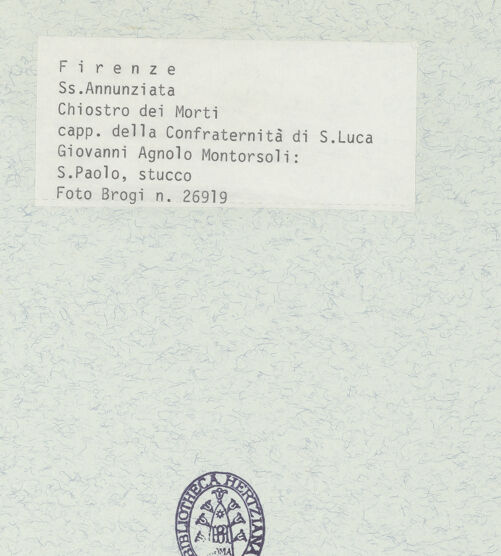 F i r e n z e
Ss.Annunziata
Chiostro dei Morti
capp. della Confraternità di S.Luca
Giovanni Agnolo Montorsoli:
S.Paolo, stucco
Foto Brogi n. 26919
BIBLIOTHECA HERTZIANA
ROMA